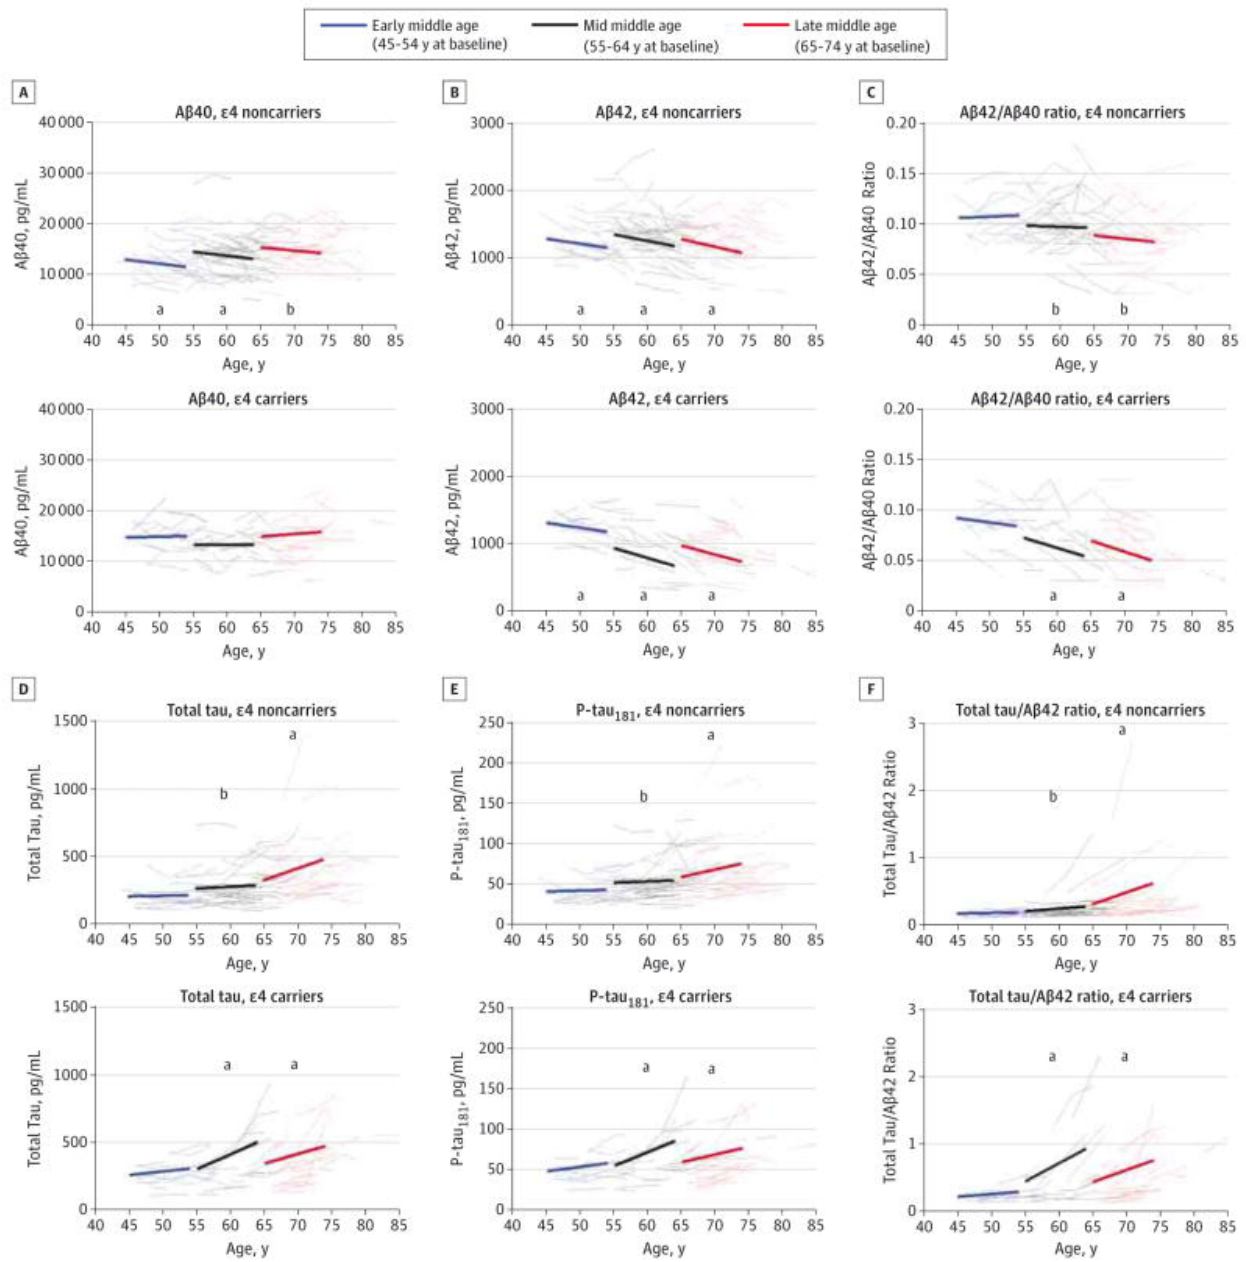 Early middle age (45-54 y at baseline)
Mid middle age (55-64 y at baseline)
Late middle age (65-74 y at baseline)
A
Aβ40, ε4 noncarriers
Aβ40, pg/mL
40 000
30 000
20 000
10 000
0
a a b
40 45 50 55 60 65 70 75 80 85
Age, y
B
Aβ42, ε4 noncarriers
Aβ42, pg/mL
3000
2000
1000
0
a a a
40 45 50 55 60 65 70 75 80 85
Age, y
C
Aβ42/Aβ40 ratio, ε4 noncarriers
Aβ42/Aβ40 Ratio
0.20
0.15
0.10
0.05
0
b b
40 45 50 55 60 65 70 75 80 85
Age, y
Aβ40, ε4 carriers
Aβ40, pg/mL
40 000
30 000
20 000
10 000
0
40 45 50 55 60 65 70 75 80 85
Age, y
Aβ42, ε4 carriers
Aβ42, pg/mL
3000
2000
1000
0
a a a
40 45 50 55 60 65 70 75 80 85
Age, y
Aβ42/Aβ40 ratio, ε4 carriers
Aβ42/Aβ40 Ratio
0.20
0.15
0.10
0.05
0
a a
40 45 50 55 60 65 70 75 80 85
Age, y
D
Total tau, ε4 noncarriers
Total Tau, pg/mL
1500
1000
500
0
a
b
40 45 50 55 60 65 70 75 80 85
Age, y
E
P-tau181, ε4 noncarriers
P-tau181, pg/mL
250
200
150
100
50
0
a
b
40 45 50 55 60 65 70 75 80 85
Age, y
F
Total tau/Aβ42 ratio, ε4 noncarriers
Total Tau/Aβ42 Ratio
3
2
1
0
a
b
40 45 50 55 60 65 70 75 80 85
Age, y
Total tau, ε4 carriers
Total Tau, pg/mL
1500
1000
500
0
a a
40 45 50 55 60 65 70 75 80 85
Age, y
P-tau181, ε4 carriers
P-tau181, pg/mL
250
200
150
100
50
0
a a
40 45 50 55 60 65 70 75 80 85
Age, y
Total tau/Aβ42 ratio, ε4 carriers
Total Tau/Aβ42 Ratio
3
2
1
0
a a
40 45 50 55 60 65 70 75 80 85
Age, y